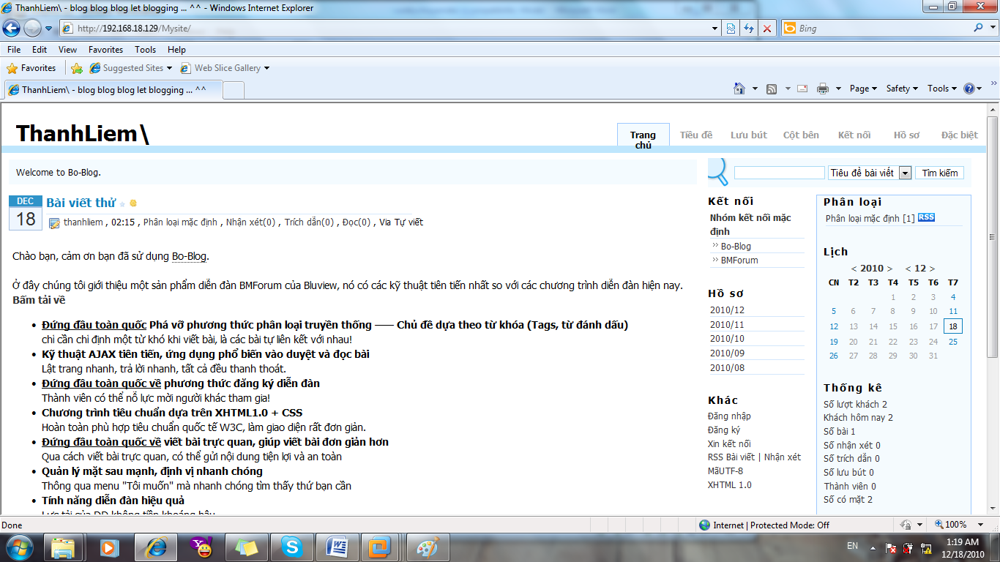 ThanhLiem\ - blog blog blog let blogging ... ^^ - Windows Internet Explorer
http://192.168.18.129/Mysite/
Bing
File Edit View Favorites Tools Help
Favorites Suggested Sites Web Slice Gallery
ThanhLiem\ - blog blog blog let blogging ... ^^
Page Safety Tools
ThanhLiem\
Trang chủ
Tiêu đề
Lưu bút
Cột bên
Kết nối
Hồ sơ
Đặc biệt
Welcome to Bo-Blog.
Tiêu đề bài viết
Tìm kiếm
DEC
18
Bài viết thử
thanhliem , 02:15 , Phân loại mặc định , Nhận xét(0) , Trích dẫn(0) , Đọc(0) , Via Tự viết
Chào bạn, cảm ơn bạn đã sử dụng Bo-Blog.
Ở đây chúng tôi giới thiệu một sản phẩm diễn đàn BMForum của Bluview, nó có các kỹ thuật tiên tiến nhất so với các chương trình diễn đàn hiện nay.
Bấm tải về
• Đứng đầu toàn quốc Phá vỡ phương thức phân loại truyền thống —— Chủ đề dựa theo từ khóa (Tags, từ đánh dấu)
chỉ cần chỉ định một từ khó khi viết bài, là các bài tự liên kết với nhau!
• Kỹ thuật AJAX tiên tiến, ứng dụng phổ biến vào duyệt và đọc bài
Lật trang nhanh, trả lời nhanh, tất cả đều thanh thoát.
• Đứng đầu toàn quốc về phương thức đăng ký diễn đàn
Thành viên có thể nỗ lực mời người khác tham gia!
• Chương trình tiêu chuẩn dựa trên XHTML1.0 + CSS
Hoàn toàn phù hợp tiêu chuẩn quốc tế W3C, làm giao diện rất đơn giản.
• Đứng đầu toàn quốc về viết bài trực quan, giúp viết bài đơn giản hơn
Qua cách viết bài trực quan, có thể gửi nội dung tiện lợi và an toàn
• Quản lý mặt sau mạnh, định vị nhanh chóng
Thông qua menu "Tôi muốn" mà nhanh chóng tìm thấy thứ bạn cần
• Tính năng diễn đàn hiệu quả
Kết nối
Nhóm kết nối mặc
định
Bo-Blog
BMForum
Hồ sơ
2010/12
2010/11
2010/10
2010/09
2010/08
Khác
Đăng nhập
Đăng ký
Xin kết nối
RSS Bài viết | Nhận xét
MãUTF-8
XHTML 1.0
Phân loại
Phân loại mặc định [1] RSS
Lịch
< 2010 > < 12 >
CN T2 T3 T4 T5 T6 T7
1 2 3 4
5 6 7 8 9 10 11
12 13 14 15 16 17 18
19 20 21 22 23 24 25
26 27 28 29 30 31
Thống kê
Số lượt khách 2
Khách hôm nay 2
Số bài 1
Số nhận xét 0
Số trích dẫn 0
Số lưu bút 0
Thành viên 0
Số có mặt 2
Done
Internet | Protected Mode: Off
100%
EN
1:19 AM
12/18/2010